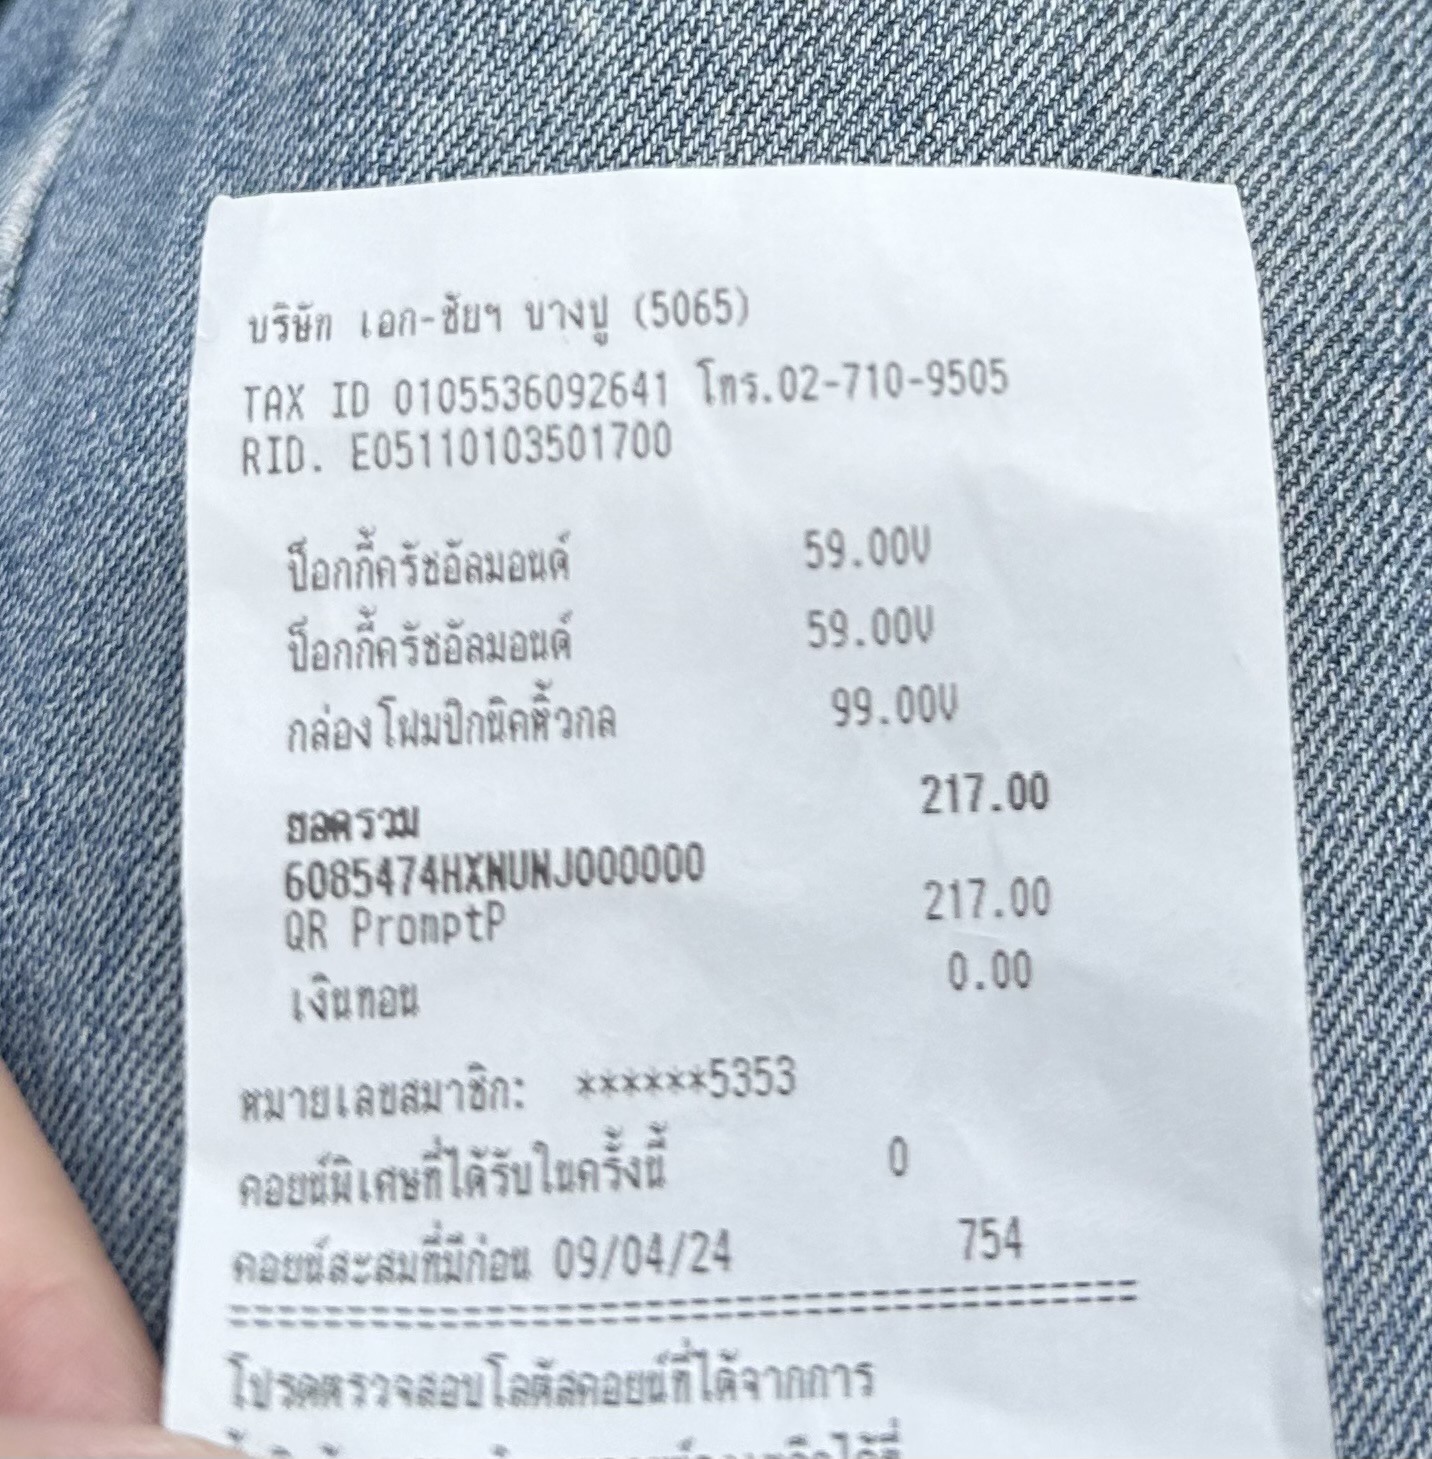 บริษัท เอก-ชัยฯ บางปู (5065)
TAX ID 0105536092641 โทร.02-710-9505
RID. E05110103501700
ป็อกกี้ครัชอัลมอนด์ 59.00V
ป็อกกี้ครัชอัลมอนด์ 59.00V
กล่องโฟมปิกนิคหิ้วกล 99.00V
ยอดรวม 217.00
6085474HXNUNJ000000
QR PromptP 217.00
เงินทอน 0.00
หมายเลขสมาชิก: ******5353
คอยน์พิเศษที่ได้รับในครั้งนี้ 0
คอยน์สะสมที่มีก่อน 09/04/24 754
==================================
โปรดตรวจสอบโลตัสคอยน์ที่ได้จากการ